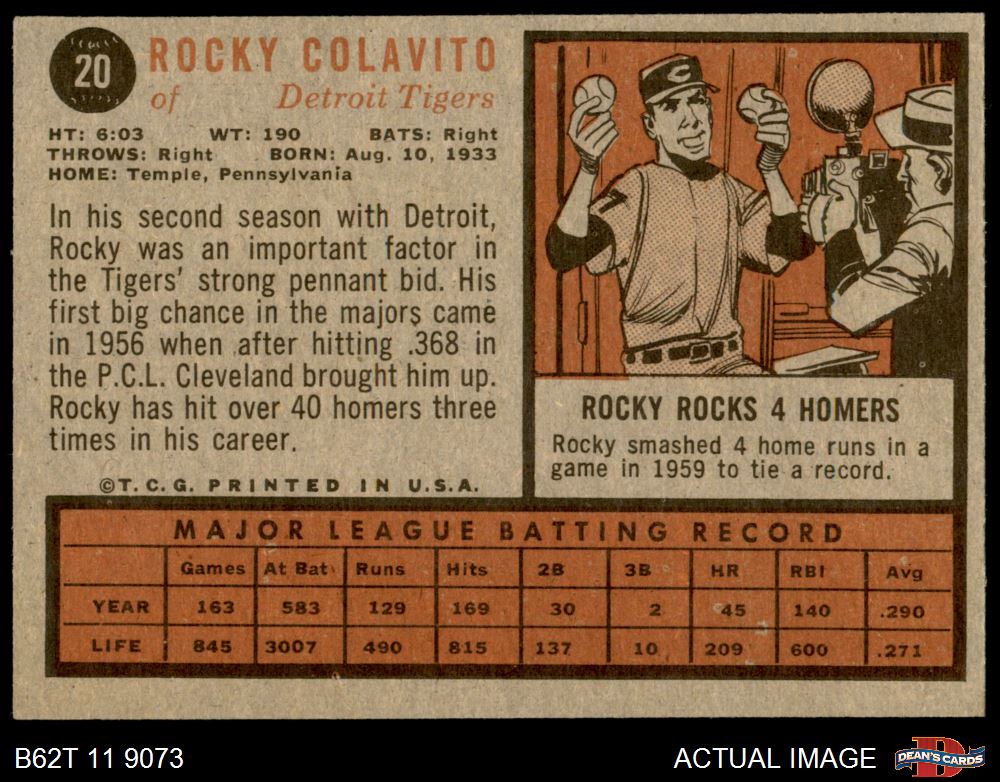 20
ROCKY COLAVITO
of Detroit Tigers
HT: 6:03 WT: 190 BATS: Right
THROWS: Right BORN: Aug. 10, 1933
HOME: Temple, Pennsylvania
In his second season with Detroit,
Rocky was an important factor in
the Tigers' strong pennant bid. His
first big chance in the majors came
in 1956 when after hitting .368 in
the P.C.L. Cleveland brought him up.
Rocky has hit over 40 homers three
times in his career.
©T. C. G. PRINTED IN U.S.A.
C
7
ROCKY ROCKS 4 HOMERS
Rocky smashed 4 home runs in a
game in 1959 to tie a record.
MAJOR LEAGUE BATTING RECORD
Games At Bat Runs Hits 2B 3B HR RBI Avg
YEAR 163 583 129 169 30 2 45 140 .290
LIFE 845 3007 490 815 137 10 209 600 .271
B62T 11 9073
ACTUAL IMAGE
D
DEAN'S CARDS